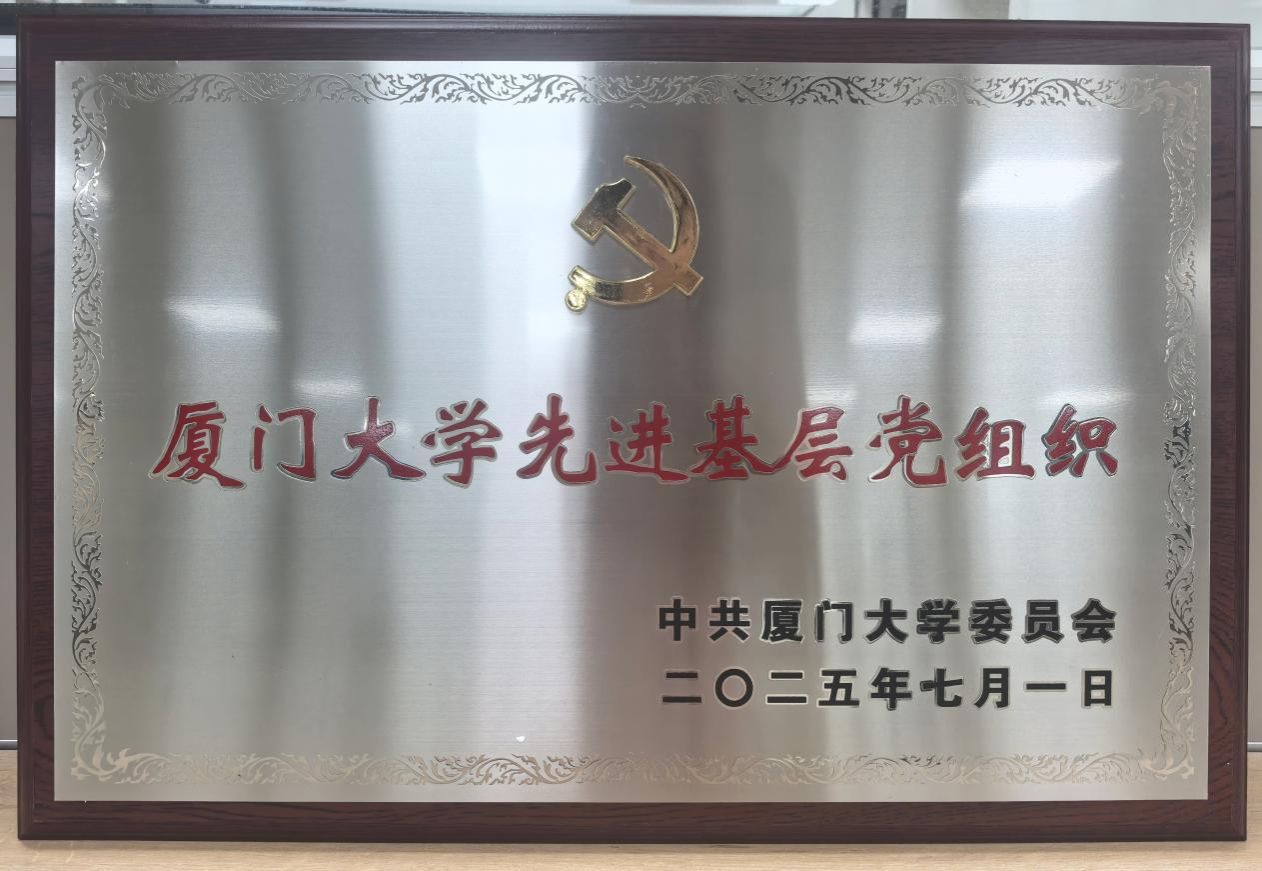 厦门大学先进基层党组织
中共厦门大学委员会
二〇二五年七月一日